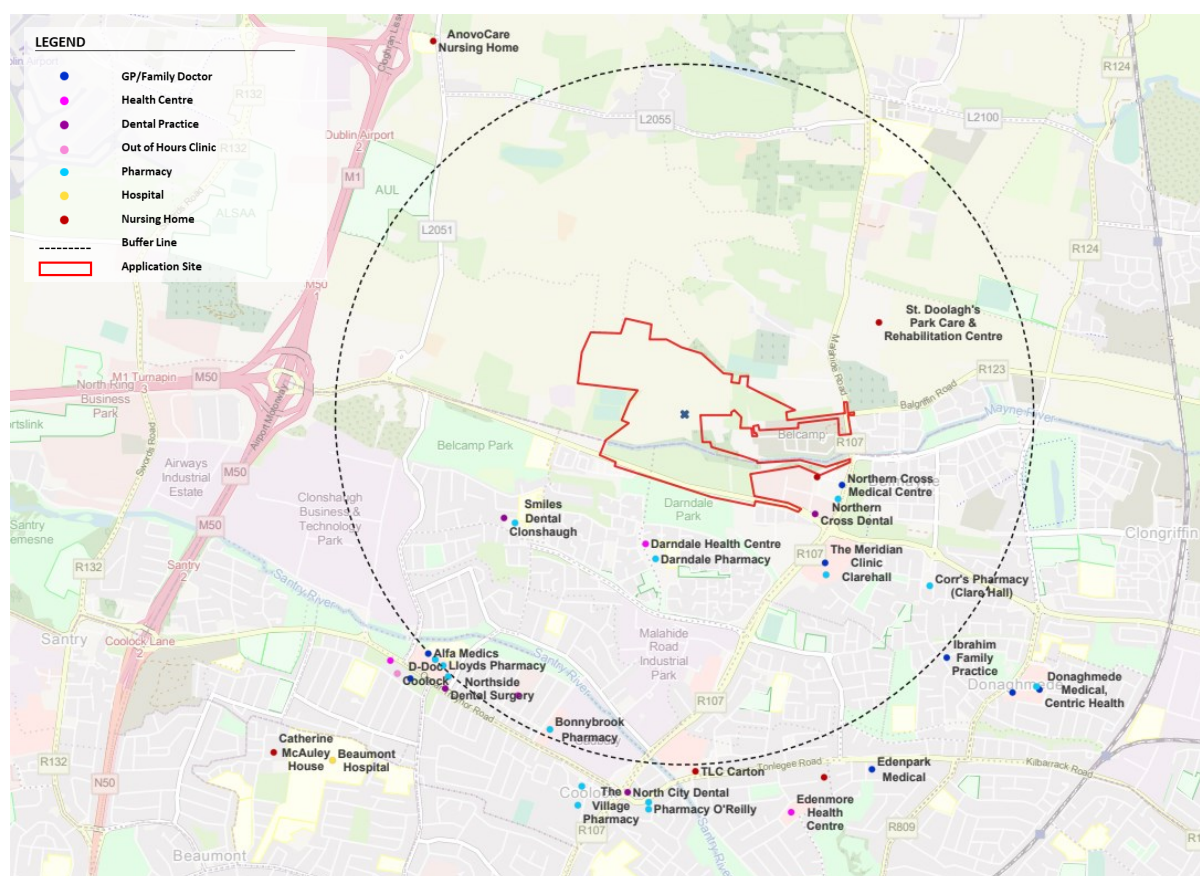 LEGEND
GP/Family Doctor
Health Centre
Dental Practice
Out of Hours Clinic
Pharmacy
Hospital
Nursing Home
Buffer Line
Application Site
AnovoCare
Nursing Home
R132
R132
ALSAA
Dublin Airport
2
M1
AUL
L2051
L2055
L2100
R124
R124
R124
M50
St. Doolagh's
Park Care &
Rehabilitation Centre
Malahide Road
R123
Balgriffin Road
Mayne River
M1 Turnapin
M50
3
North Ring
Business
Park
Swords Road
Airport Motorway
M50
Airways
Industrial
Estate
Belcamp Park
Belcamp
R107
Clonshaugh
Business &
Technology
Park
Darndale
Park
Northern Cross
Medical Centre
Northern
Cross Dental
Smiles
Dental
Clonshaugh
Clongriffin
Santry
M50
Santry
2
R132
Santry River
Darndale Health Centre
Darndale Pharmacy
R107
The Meridian
Clinic
Clarehall
Corr's Pharmacy
(Clare Hall)
Santry
Coolock Lane
2
Malahide
Road
Industrial
Park
Santry River
Alfa Medics
D-Doc
Lloyds Pharmacy
Coolock
Northside
Dental Surgery
Ibrahim
Family
Practice
Donaghmede
Donaghmede
Medical,
Centric Health
R107
Bonnybrook
Pharmacy
Catherine
McAuley
House
Beaumont
Hospital
R132
N50
TLC Carton
Tonlegee Road
Edenpark
Medical
Kilbarrack Road
The
Village
Pharmacy
North City Dental
Pharmacy O'Reilly
Edenmore
Health
Centre
R107
Santry River
R809
Beaumont